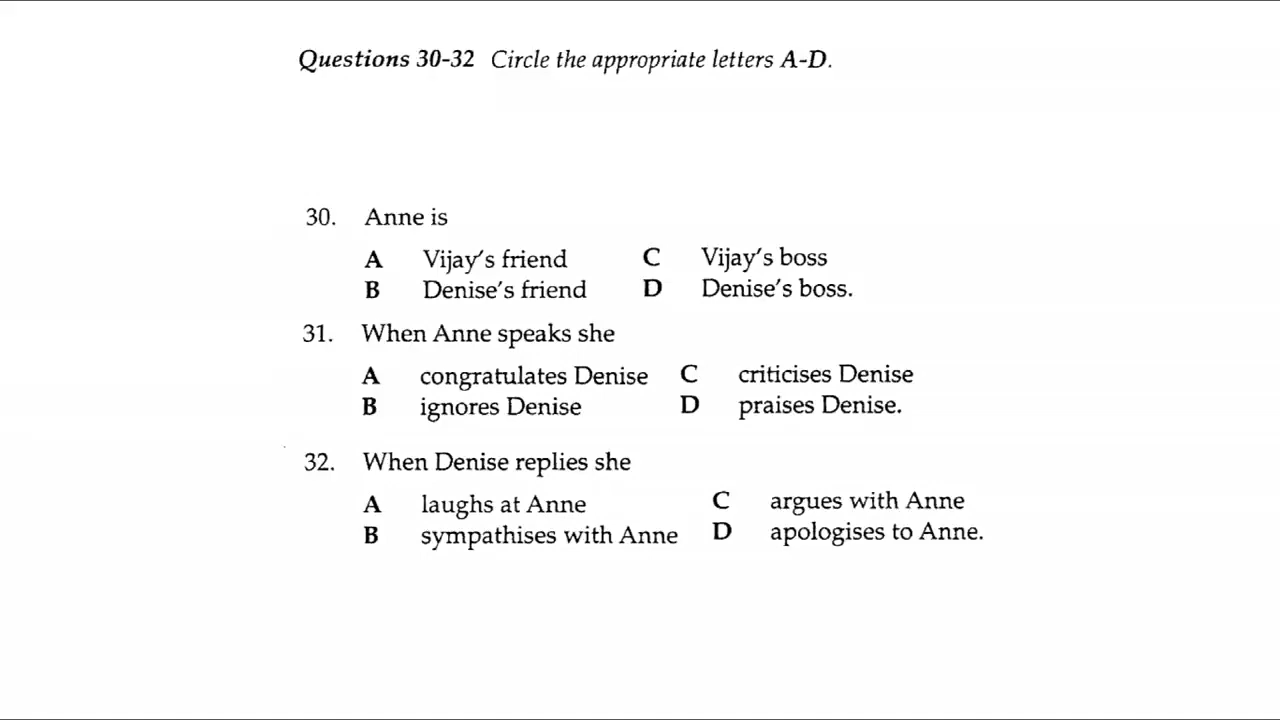 Questions 30-32 Circle the appropriate letters A-D.
30. Anne is
A Vijay's friend C Vijay's boss
B Denise's friend D Denise's boss.
31. When Anne speaks she
A congratulates Denise C criticises Denise
B ignores Denise D praises Denise.
32. When Denise replies she
A laughs at Anne C argues with Anne
B sympathises with Anne D apologises to Anne.